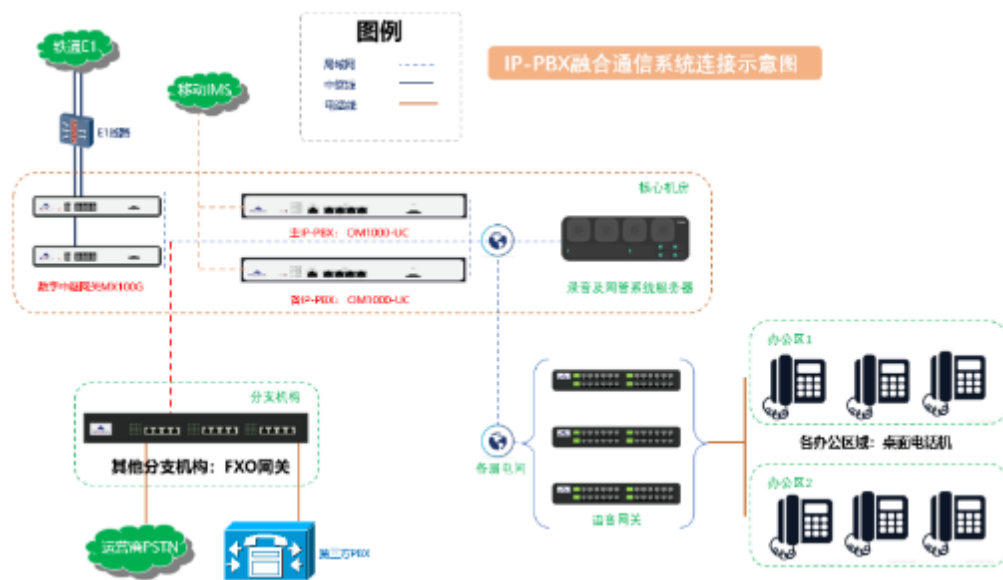 图例
局域网
中继线
电话线
IP-PBX融合通信系统连接示意图
铁通E1
移动IMS
E1线路
核心机房
主IP-PBX: OM1000-UC
备IP-PBX: OM1000-UC
数字中继网关MX100G
录音及网管系统服务器
分支机构
其他分支机构：FXO网关
运营商PSTN
第三方PBX
各弱电间
语音网关
办公区1
各办公区域：桌面电话机
办公区2